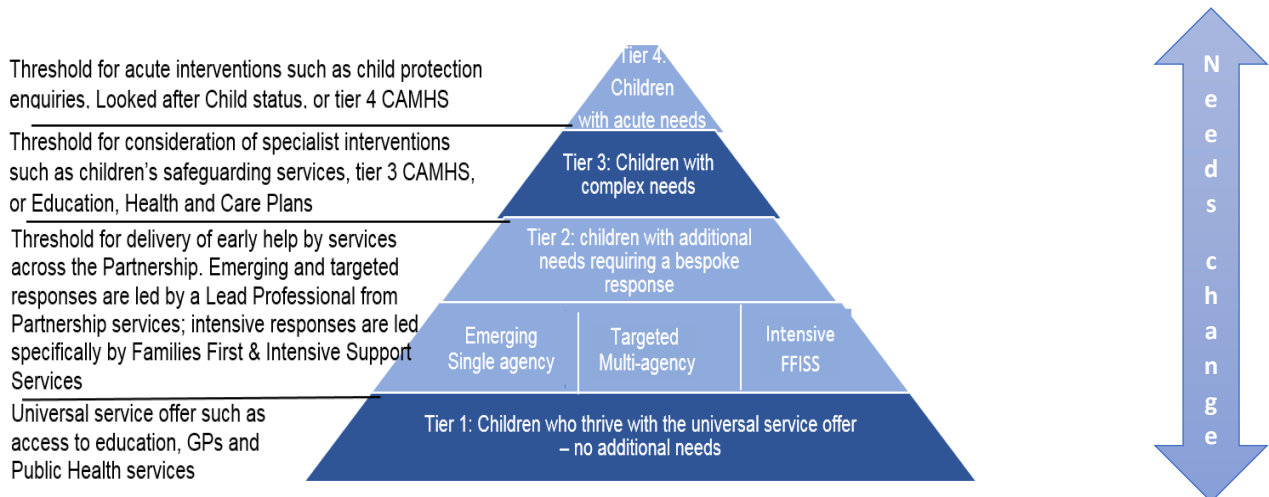 Threshold for acute interventions such as child protection
enquiries. Looked after Child status, or tier 4 CAMHS
Threshold for consideration of specialist interventions
such as children's safeguarding services, tier 3 CAMHS,
or Education, Health and Care Plans
Threshold for delivery of early help by services
across the Partnership. Emerging and targeted
responses are led by a Lead Professional from
Partnership services; intensive responses are led
specifically by Families First & Intensive Support
Services
Universal service offer such as
access to education, GPs and
Public Health services
Tier 4:
Children
with acute needs
Tier 3: Children with
complex needs
Tier 2: children with additional
needs requiring a bespoke
response
Emerging
Single agency
Targeted
Multi-agency
Intensive
FFISS
Tier 1: Children who thrive with the universal service offer
– no additional needs
Needs change